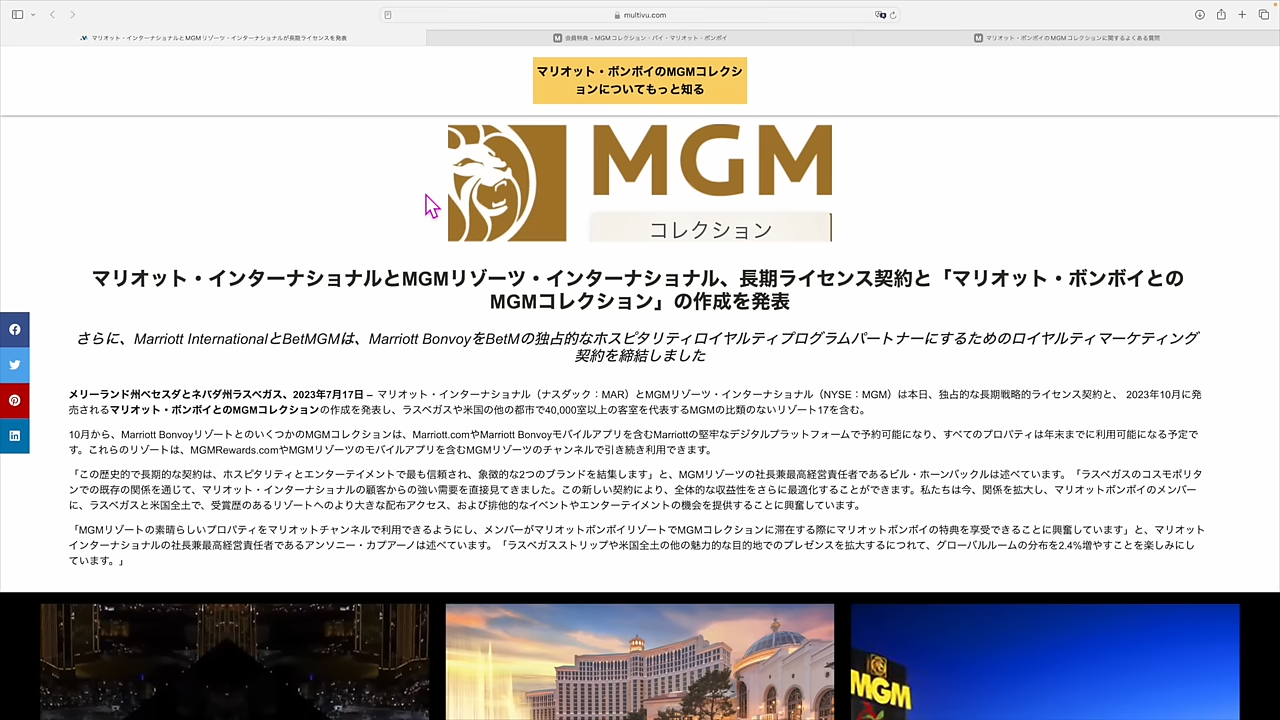 multivu.com
マリオット・インターナショナルとMGMリゾーツ・インターナショナルが長期ライセンスを発表
会員特典 - MGMコレクション・バイ・マリオット・ボンボイ
マリオット・ボンボイのMGMコレクションに関するよくある質問
マリオット・ボンボイのMGMコレクシ
ョンについてもっと知る
MGM
コレクション
マリオット・インターナショナルとMGMリゾーツ・インターナショナル、長期ライセンス契約と「マリオット・ボンボイとの
MGMコレクション」の作成を発表
さらに、Marriott InternationalとBetMGMは、Marriott BonvoyをBetMの独占的なホスピタリティロイヤルティプログラムパートナーにするためのロイヤルティマーケティング
契約を締結しました
メリーランド州ベセスダとネバダ州ラスベガス、2023年7月17日 – マリオット・インターナショナル（ナスダック：MAR）とMGMリゾーツ・インターナショナル（NYSE：MGM）は本日、独占的な長期戦略的ライセンス契約と、 2023年10月に発
売されるマリオット・ボンボイとのMGMコレクションの作成を発表し、ラスベガスや米国の他の都市で40,000室以上の客室を代表するMGMの比類のないリゾート17を含む。
10月から、Marriott BonvoyリゾートとのいくつかのMGMコレクションは、Marriott.comやMarriott Bonvoyモバイルアプリを含むMarriottの堅牢なデジタルプラットフォームで予約可能になり、すべてのプロパティは年末までに利用可能になる予定で
す。これらのリゾートは、MGMRewards.comやMGMリゾーツのモバイルアプリを含むMGMリゾーツのチャンネルで引き続き利用できます。
「この歴史的で長期的な契約は、ホスピタリティとエンターテイメントで最も信頼され、象徴的な2つのブランドを結集します」と、MGMリゾーツの社長兼最高経営責任者であるビル・ホーンバックルは述べています。「ラスベガスのコスモポリタ
ンでの既存の関係を通じて、マリオット・インターナショナルの顧客からの強い需要を直接見てきました。この新しい契約により、全体的な収益性をさらに最適化することができます。私たちは今、関係を拡大し、マリオットボンボイのメンバー
に、ラスベガスと米国全土で、受賞歴のあるリゾートへのより大きな配布アクセス、および排他的なイベントやエンターテイメントの機会を提供することに興奮しています。
「MGMリゾートの素晴らしいプロパティをマリオットチャンネルで利用できるようにし、メンバーがマリオットボンボイリゾートでMGMコレクションに滞在する際にマリオットボンボイの特典を享受できることに興奮しています」と、マリオット
インターナショナルの社長兼最高経営責任者であるアンソニー・カプアーノは述べています。「ラスベガスストリップや米国全土の他の魅力的な目的地でのプレゼンスを拡大するにつれて、グローバルルームの分布を2.4%増やすことを楽しみにし
ています。」
MGM